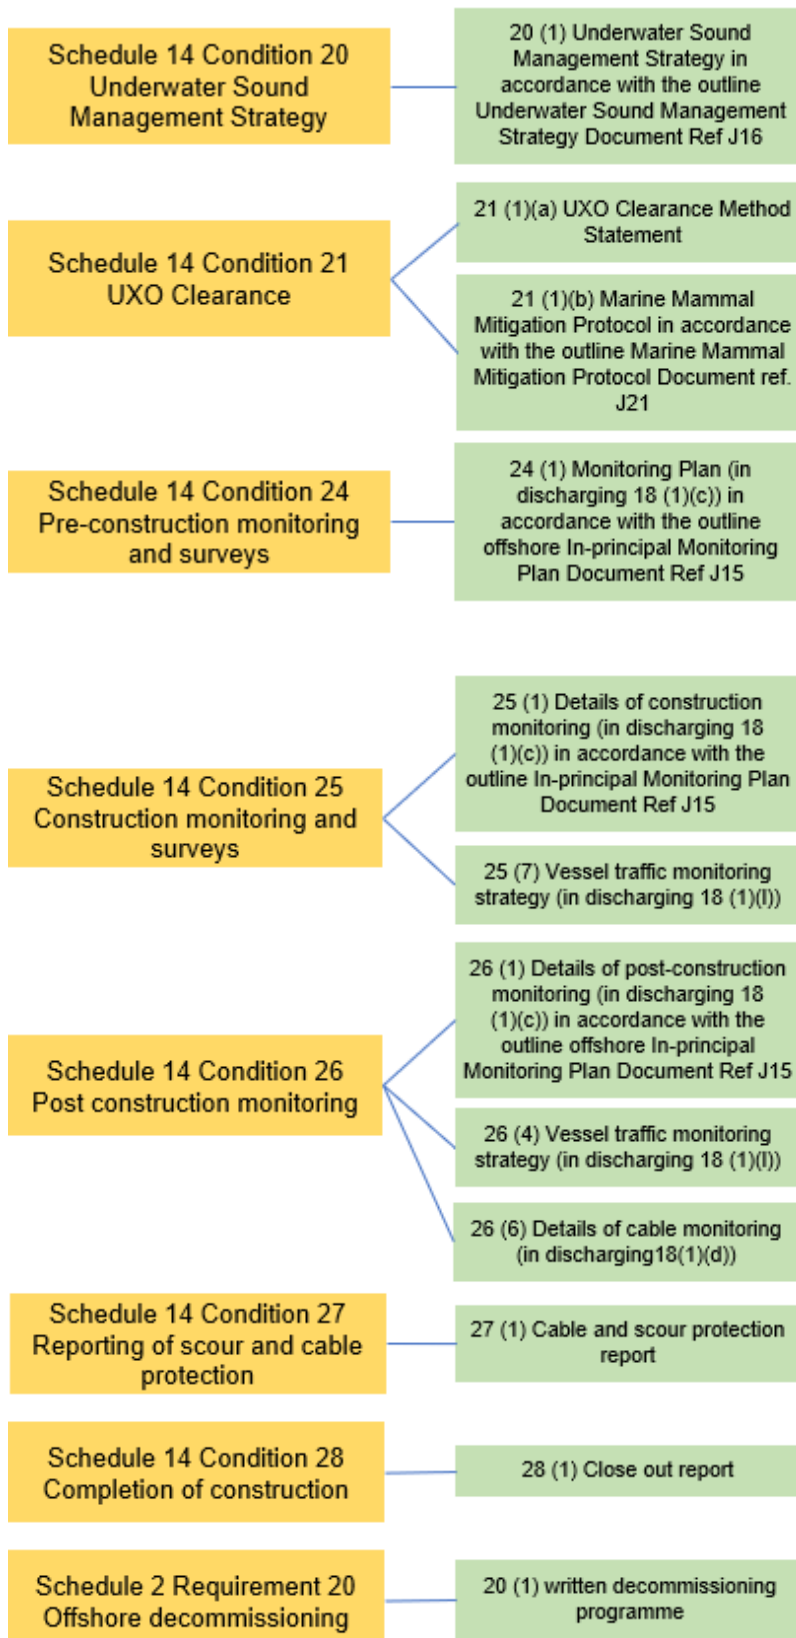 Schedule 14 Condition 20
Underwater Sound
Management Strategy
20 (1) Underwater Sound
Management Strategy in
accordance with the outline
Underwater Sound Management
Strategy Document Ref J16
Schedule 14 Condition 21
UXO Clearance
21 (1)(a) UXO Clearance Method
Statement
21 (1)(b) Marine Mammal
Mitigation Protocol in accordance
with the outline Marine Mammal
Mitigation Protocol Document ref.
J21
Schedule 14 Condition 24
Pre-construction monitoring
and surveys
24 (1) Monitoring Plan (in
discharging 18 (1)(c)) in
accordance with the outline
offshore In-principal Monitoring
Plan Document Ref J15
Schedule 14 Condition 25
Construction monitoring and
surveys
25 (1) Details of construction
monitoring (in discharging 18
(1)(c)) in accordance with the
outline In-principal Monitoring Plan
Document Ref J15
25 (7) Vessel traffic monitoring
strategy (in discharging 18 (1)(l))
Schedule 14 Condition 26
Post construction monitoring
26 (1) Details of post-construction
monitoring (in discharging 18
(1)(c)) in accordance with the
outline offshore In-principal
Monitoring Plan Document Ref J15
26 (4) Vessel traffic monitoring
strategy (in discharging 18 (1)(l))
26 (6) Details of cable monitoring
(in discharging18(1)(d))
Schedule 14 Condition 27
Reporting of scour and cable
protection
27 (1) Cable and scour protection
report
Schedule 14 Condition 28
Completion of construction
28 (1) Close out report
Schedule 2 Requirement 20
Offshore decommissioning
20 (1) written decommissioning
programme